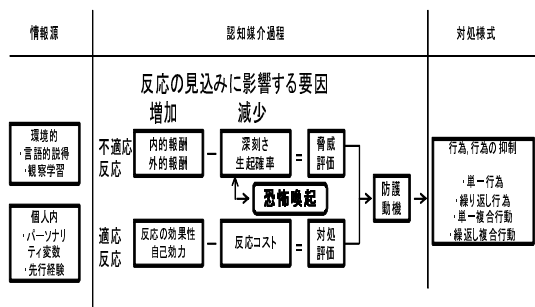 情報源
認知媒介過程
対処様式
反応の見込みに影響する要因
増加
減少
環境的
・言語的説得
・観察学習
不適応
反応
内的報酬
外的報酬
−
深刻さ
生起確率
=
脅威
評価
恐怖喚起
防護
動機
行為,行為の抑制
・単一行為
・繰り返し行為
・単一複合行動
・繰返し複合行動
個人内
・パーソナリ
ティ変数
・先行経験
適応
反応
反応の効果性
自己効力
−
反応コスト
=
対処
評価